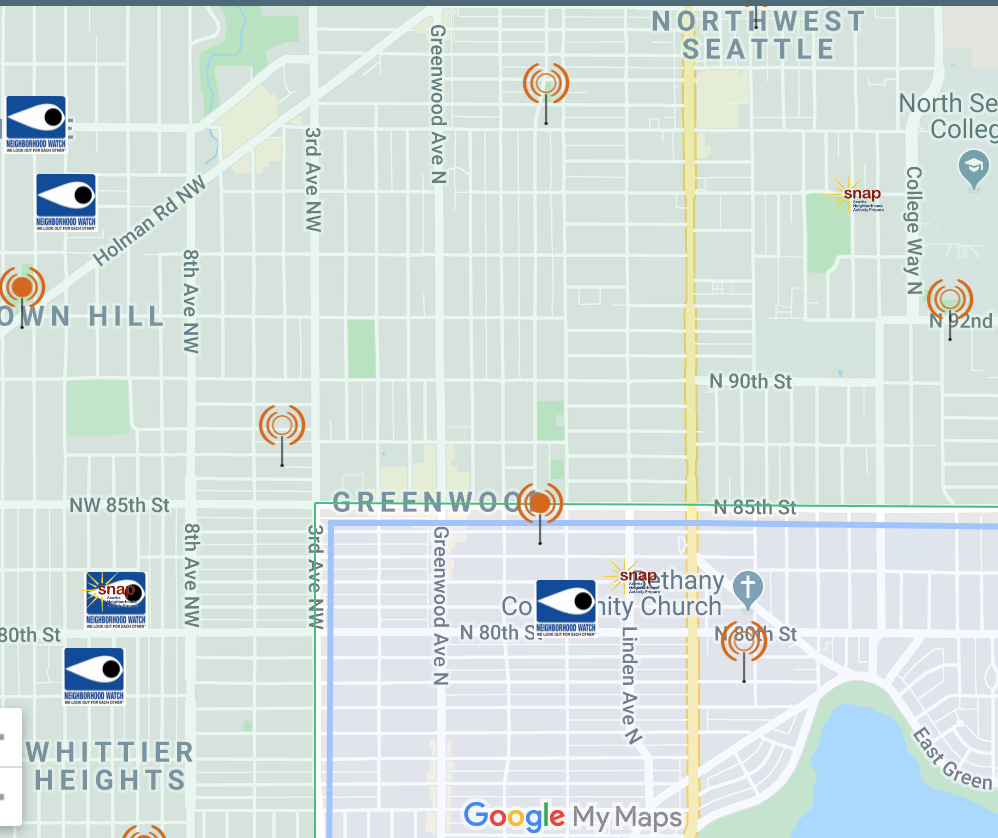 NORTHWEST
SEATTLE
Greenwood Ave N
North Se
Colleg
NEIGHBORHOOD WATCH
WE LOOK OUT FOR EACH OTHER
3rd Ave NW
Holman Rd NW
snap
College Way N
NEIGHBORHOOD WATCH
WE LOOK OUT FOR EACH OTHER
8th Ave NW
OWN HILL
N 92nd
N 90th St
NW 85th St
GREENWOO
N 85th St
8th Ave NW
3rd Ave NW
Greenwood Ave N
snap
NEIGHBORHOOD WATCH
WE LOOK OUT FOR EACH OTHER
snap
Bethany
Co nity Church
NEIGHBORHOOD WATCH
WE LOOK OUT FOR EACH OTHER
80th St
N 80th St
N 80th St
Linden Ave N
NEIGHBORHOOD WATCH
WE LOOK OUT FOR EACH OTHER
WHITTIER
HEIGHTS
East Green
Google My Maps